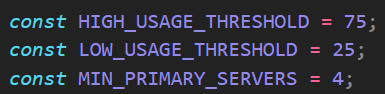 const HIGH_USAGE_THRESHOLD = 75;
const LOW_USAGE_THRESHOLD = 25;
const MIN_PRIMARY_SERVERS = 4;